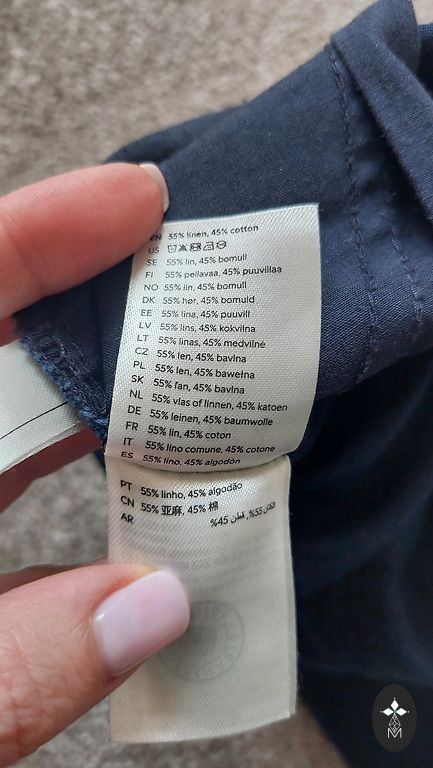 EN 55% linen, 45% cotton
US
SE 55% lin, 45% bomull
FI 55% pellavaa, 45% puuvillaa
NO 55% lin, 45% bomull
DK 55% hør, 45% bomuld
EE 55% lina, 45% puuvill
LV 55% lins, 45% kokvilna
LT 55% linas, 45% medvilnė
CZ 55% len, 45% bavlna
PL 55% len, 45% bawełna
SK 55% ľan, 45% bavlna
NL 55% vlas of linnen, 45% katoen
DE 55% leinen, 45% baumwolle
FR 55% lin, 45% coton
IT 55% lino comune, 45% cotone
ES 55% lino, 45% algodón
PT 55% linho, 45% algodão
CN 55% 亚麻, 45% 棉
AR 55% الكتان, 45% قطن
M